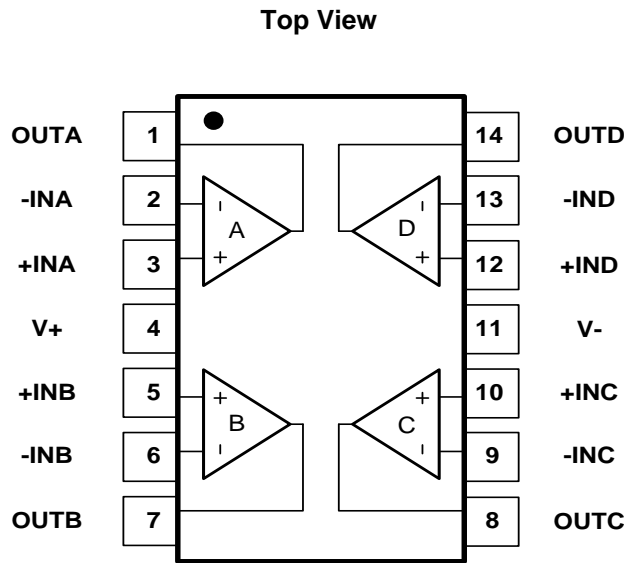 Top View
OUTA 1 14 OUTD
-INA 2 - - 13 -IND
A D
+INA 3 + + 12 +IND
V+ 4 11 V-
+INB 5 + + 10 +INC
B C
-INB 6 - - 9 -INC
OUTB 7 8 OUTC